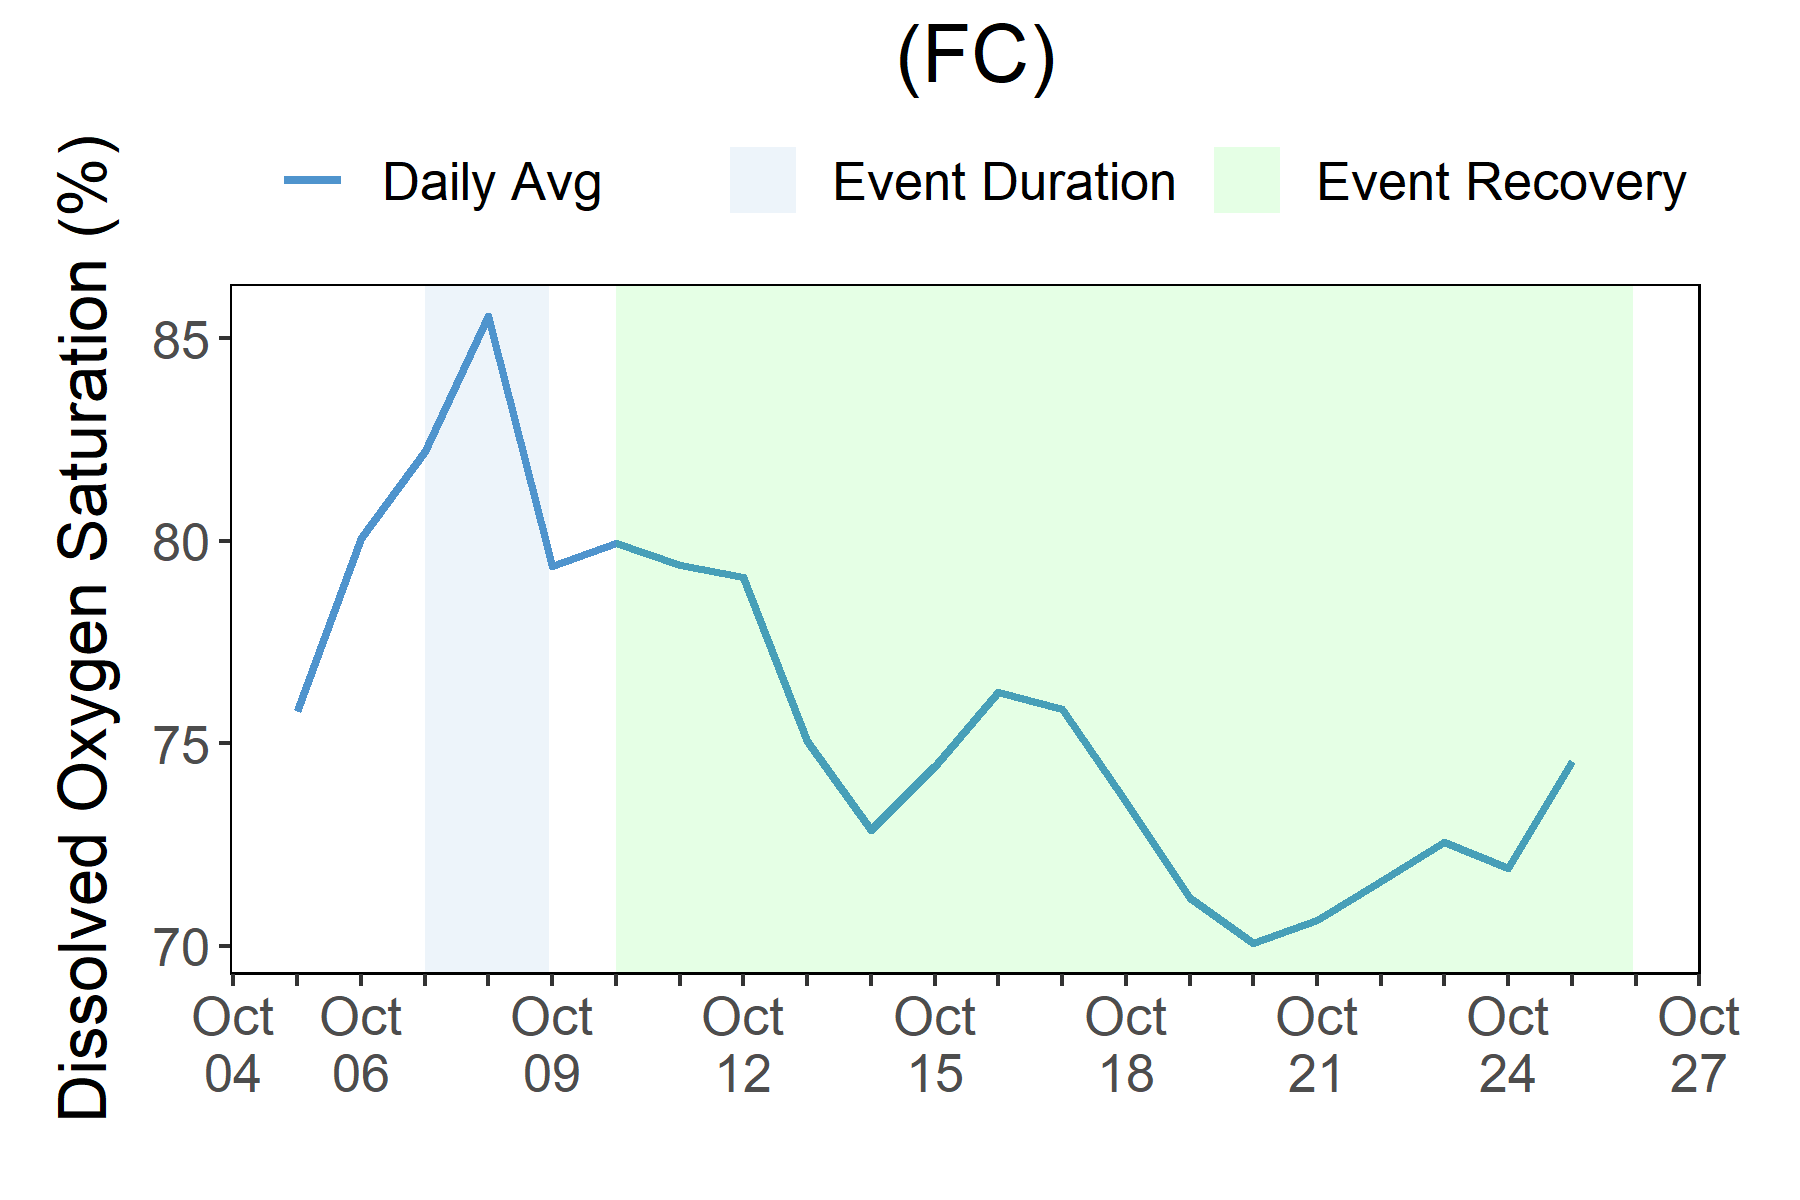 (FC)
Daily Avg
Event Duration
Event Recovery
Dissolved Oxygen Saturation (%)
85
80
75
70
Oct 04
Oct 06
Oct 09
Oct 12
Oct 15
Oct 18
Oct 21
Oct 24
Oct 27